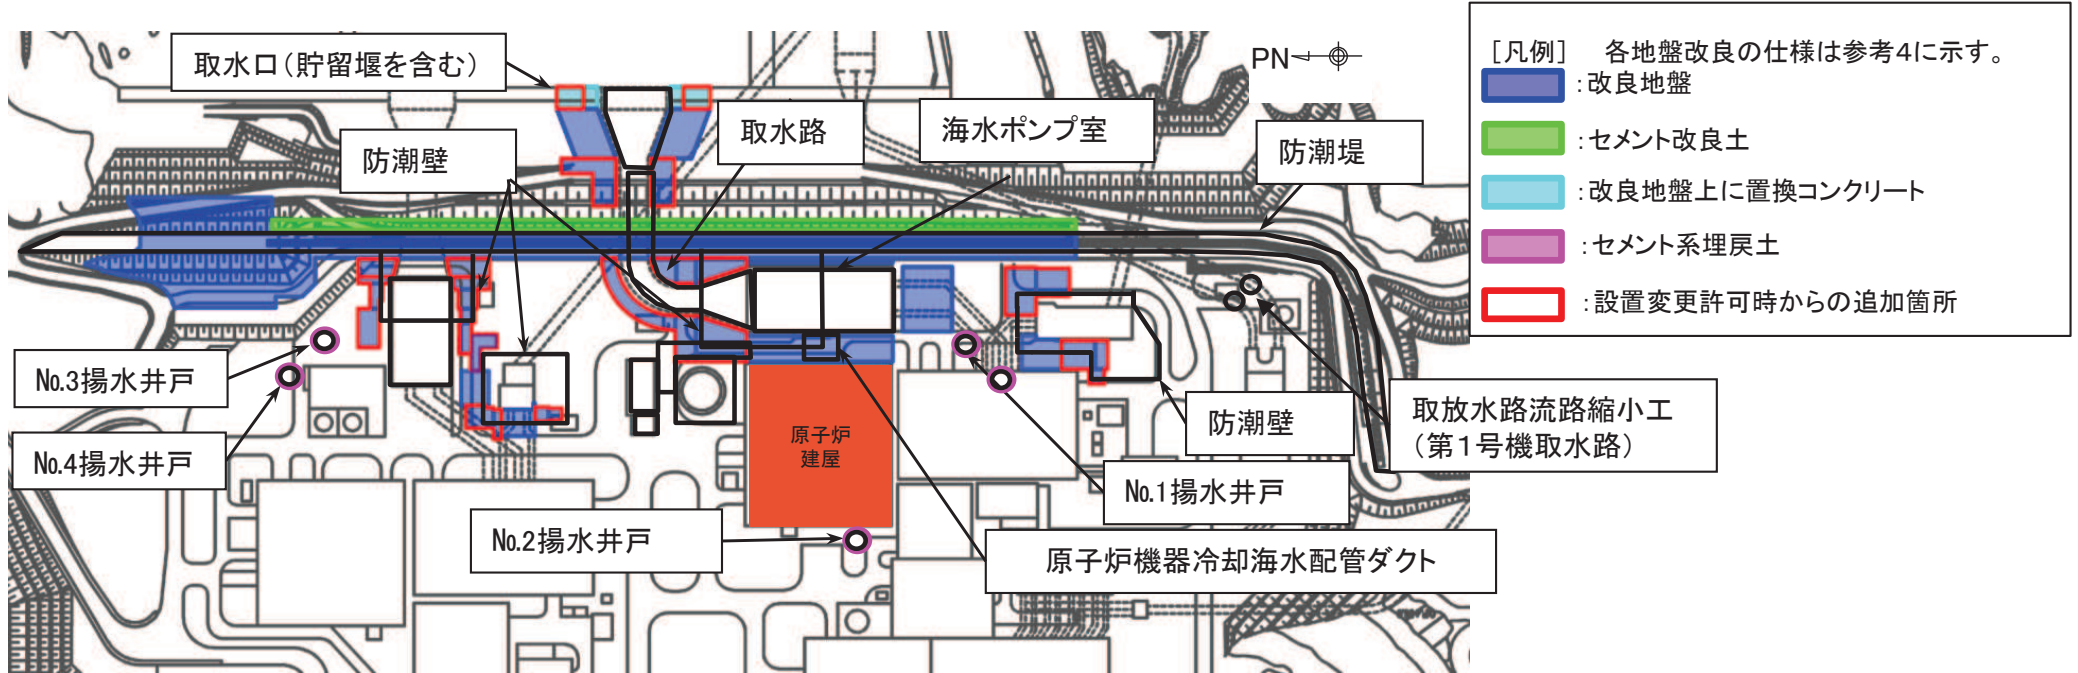 取水口（貯留堰を含む）
防潮壁
取水路
海水ポンプ室
PN
防潮堤
[凡例]　各地盤改良の仕様は参考4に示す。
：改良地盤
：セメント改良土
：改良地盤上に置換コンクリート
：セメント系埋戻土
：設置変更許可時からの追加箇所
No.3揚水井戸
No.4揚水井戸
No.2揚水井戸
原子炉
建屋
防潮壁
取放水路流路縮小工
（第１号機取水路）
No.1揚水井戸
原子炉機器冷却海水配管ダクト